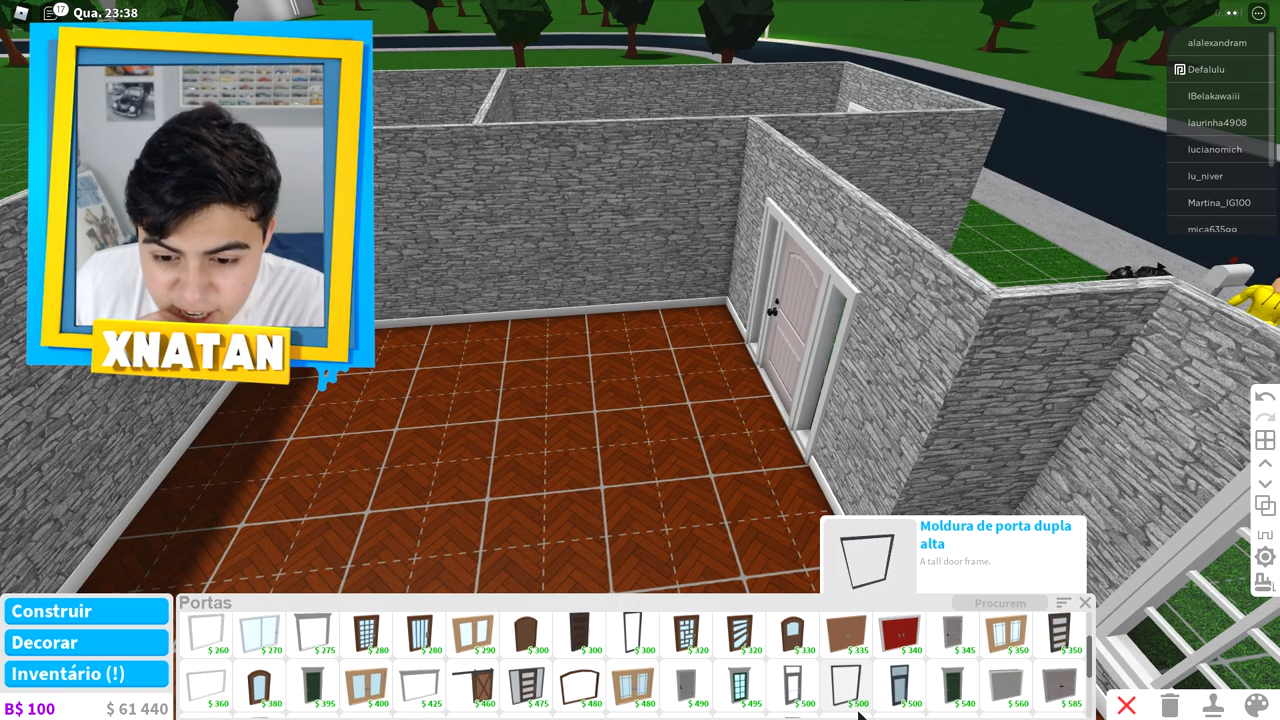 17
Qua. 23:38
XNATAN
alalexandram
Defalulu
IBelakawaiii
laurinha4908
lucianomich
lu_niver
Martina_IG100
mica635gg
Moldura de porta dupla
alta
A tall door frame.
Construir
Decorar
Inventário (!)
B$ 100
$ 61 440
Portas
Procurem
$ 260
$ 270
$ 275
$ 280
$ 280
$ 290
$ 300
$ 300
$ 300
$ 320
$ 320
$ 330
$ 335
$ 340
$ 345
$ 350
$ 350
$ 360
$ 380
$ 395
$ 400
$ 425
$ 460
$ 475
$ 480
$ 480
$ 490
$ 495
$ 500
$ 500
$ 500
$ 540
$ 560
$ 585